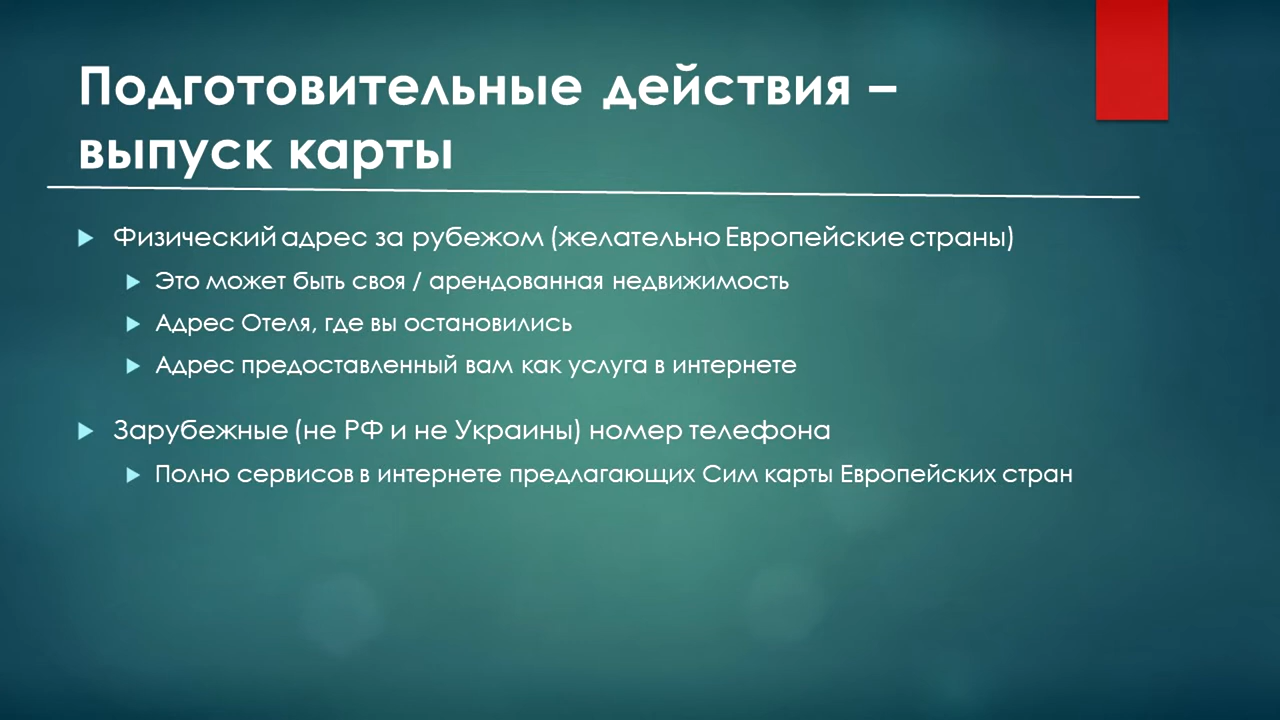 Подготовительные действия –
выпуск карты
Физический адрес за рубежом (желательно Европейские страны)
Это может быть своя / арендованная недвижимость
Адрес Отеля, где вы остановились
Адрес предоставленный вам как услуга в интернете
Зарубежные (не РФ и не Украины) номер телефона
Полно сервисов в интернете предлагающих Сим карты Европейских стран